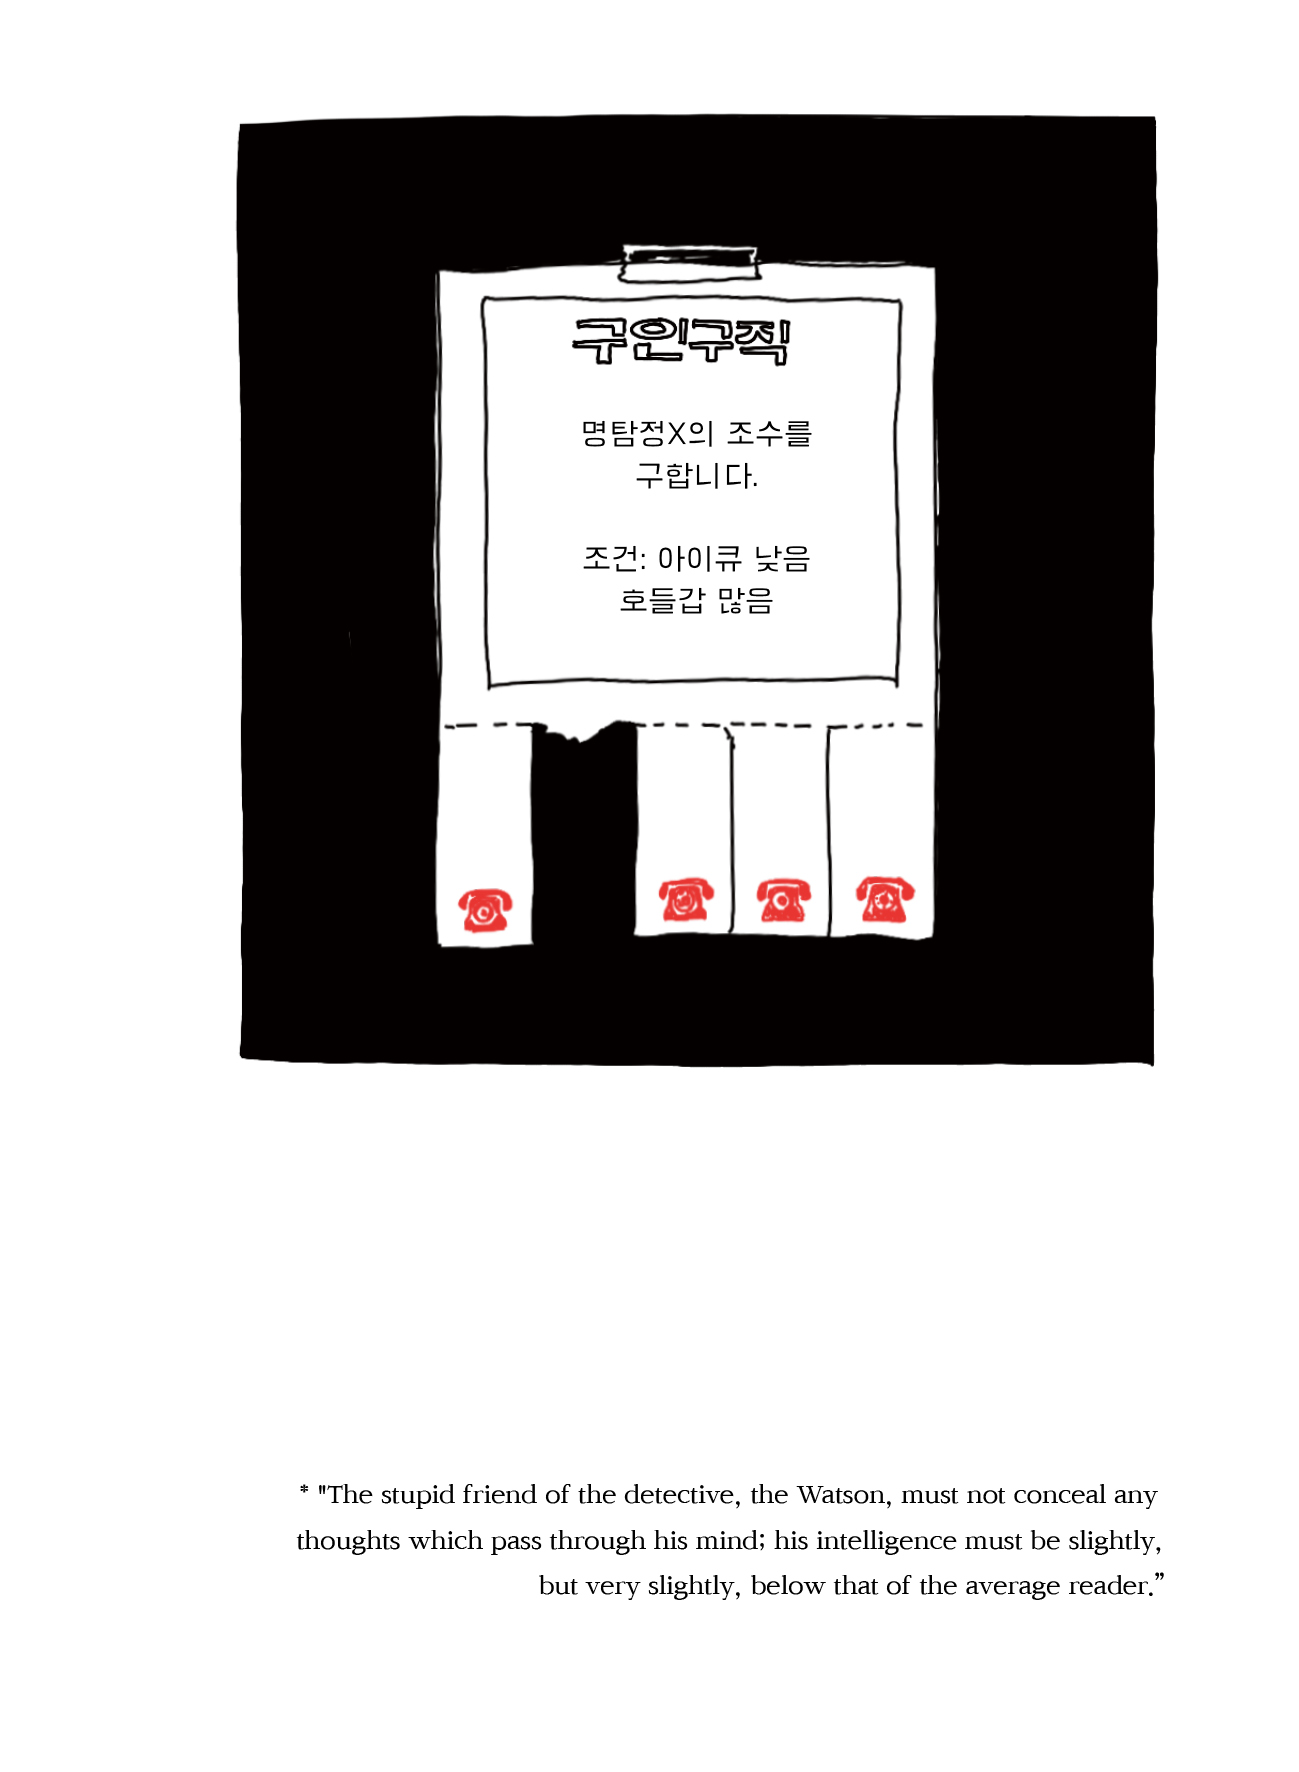 구인구직
명탐정X의 조수를
구합니다.
조건: 아이큐 낮음
호들갑 많음
* "The stupid friend of the detective, the Watson, must not conceal any
thoughts which pass through his mind; his intelligence must be slightly,
but very slightly, below that of the average reader.”